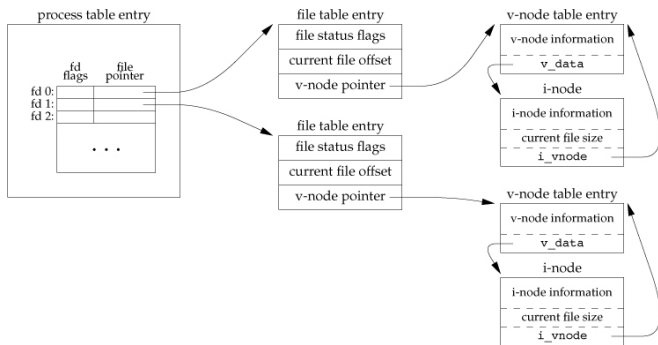 process table entry
fd
flags
file
pointer
fd 0:
fd 1:
fd 2:
. . .
file table entry
file status flags
current file offset
v-node pointer
file table entry
file status flags
current file offset
v-node pointer
v-node table entry
v-node information
v_data
i-node
i-node information
current file size
i_vnode
v-node table entry
v-node information
v_data
i-node
i-node information
current file size
i_vnode